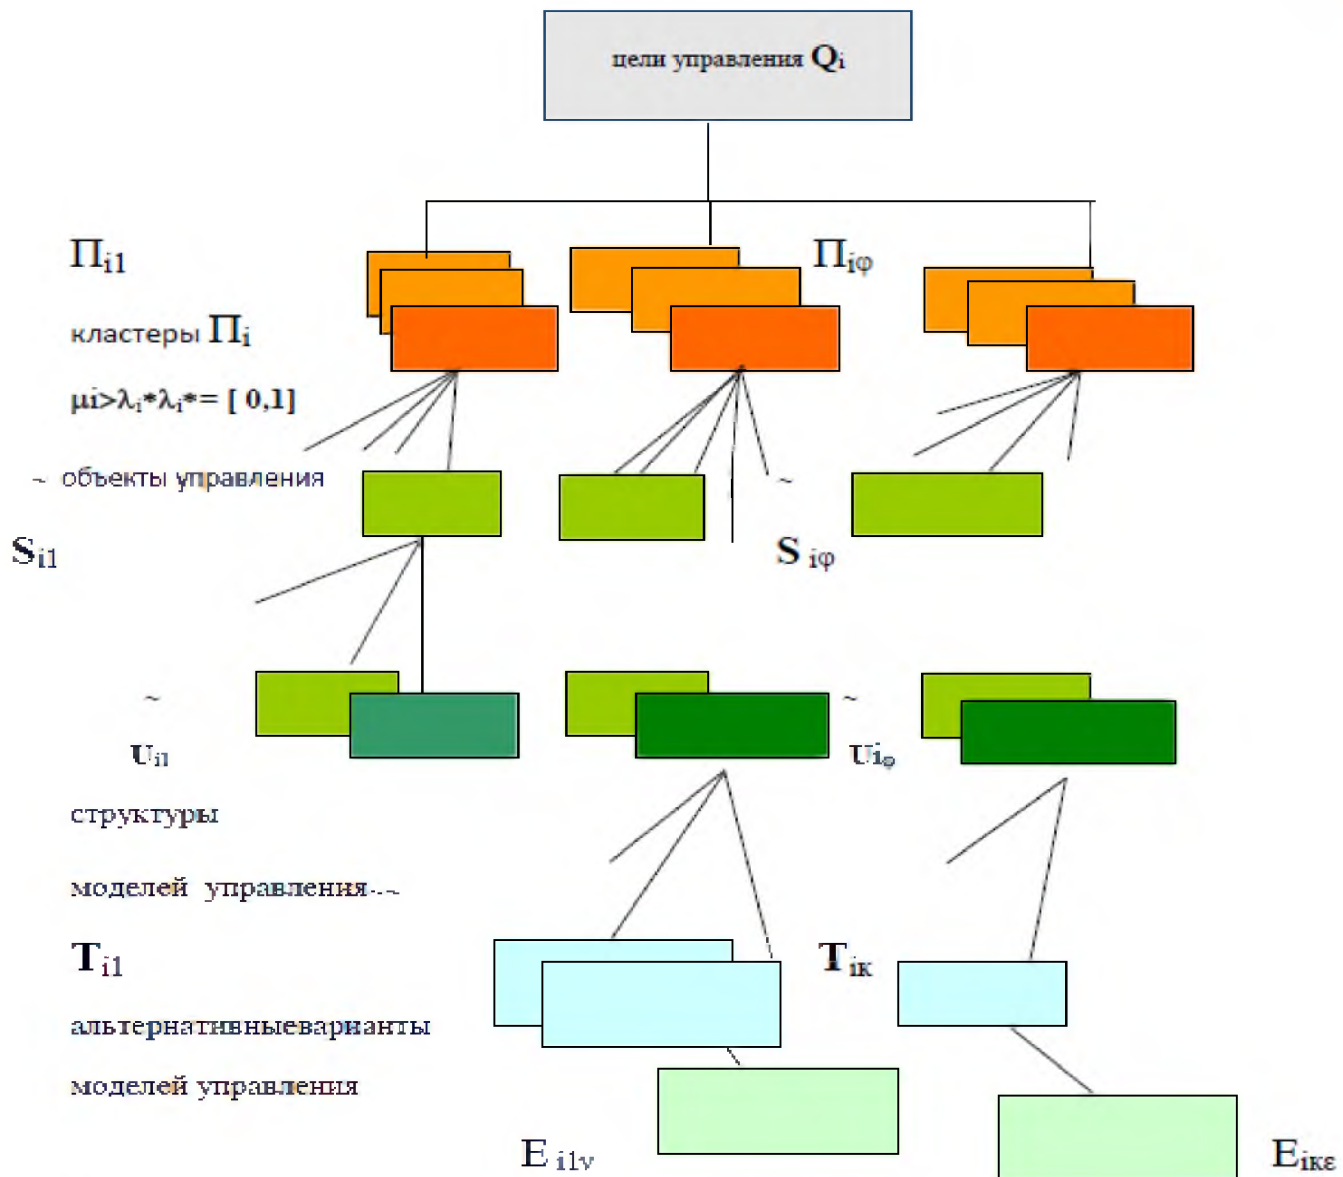 цели управления Qi
Пi1
Пiφ
кластеры Пi
μi>λi*λi*= [ 0,1]
~ объекты управления
~
Si1
S iφ
~
~
Ui1
Uiφ
структуры
моделей управления--~
Ti1
Tiк
альтернативныеварианты
моделей управления
E i1ν
Eiкε